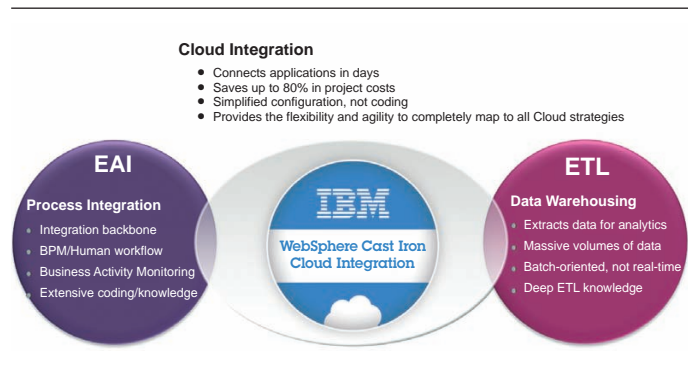 Cloud Integration
Connects applications in days
Saves up to 80% in project costs
Simplified configuration, not coding
Provides the flexibility and agility to completely map to all Cloud strategies
EAI
Process Integration
Integration backbone
BPM/Human workflow
Business Activity Monitoring
Extensive coding/knowledge
IBM
WebSphere Cast Iron
Cloud Integration
ETL
Data Warehousing
Extracts data for analytics
Massive volumes of data
Batch-oriented, not real-time
Deep ETL knowledge